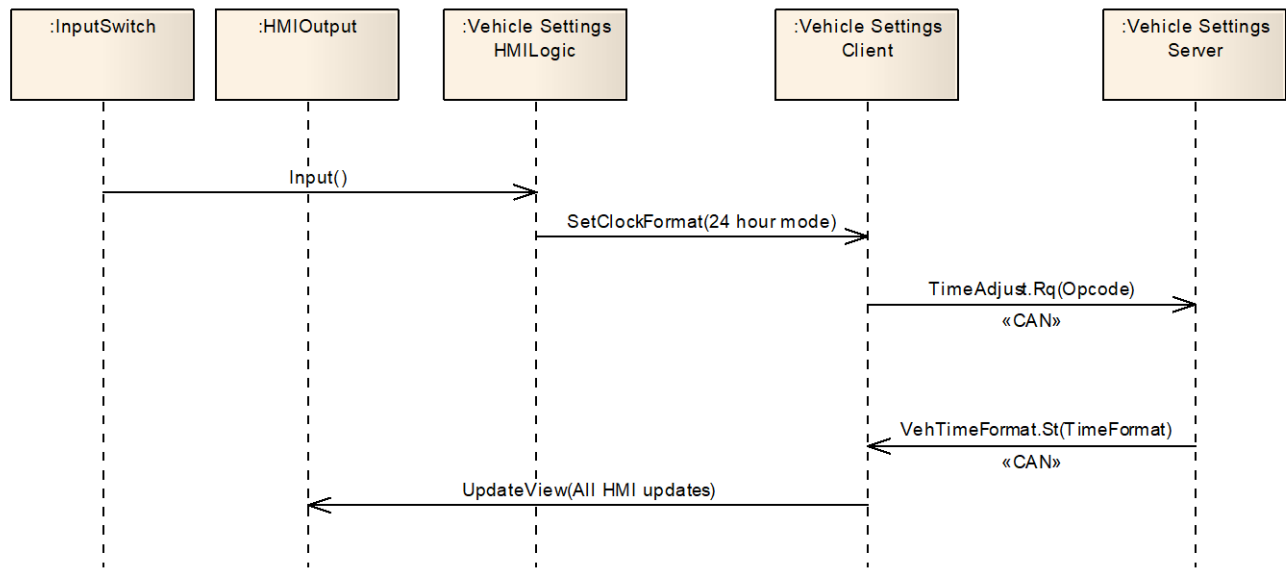 :InputSwitch
:HMIOutput
:Vehicle Settings
HMILogic
:Vehicle Settings
Client
:Vehicle Settings
Server
Input()
SetClockFormat(24 hour mode)
TimeAdjust.Rq(Opcode)
«CAN»
VehTimeFormat.St(TimeFormat)
«CAN»
UpdateView(All HMI updates)